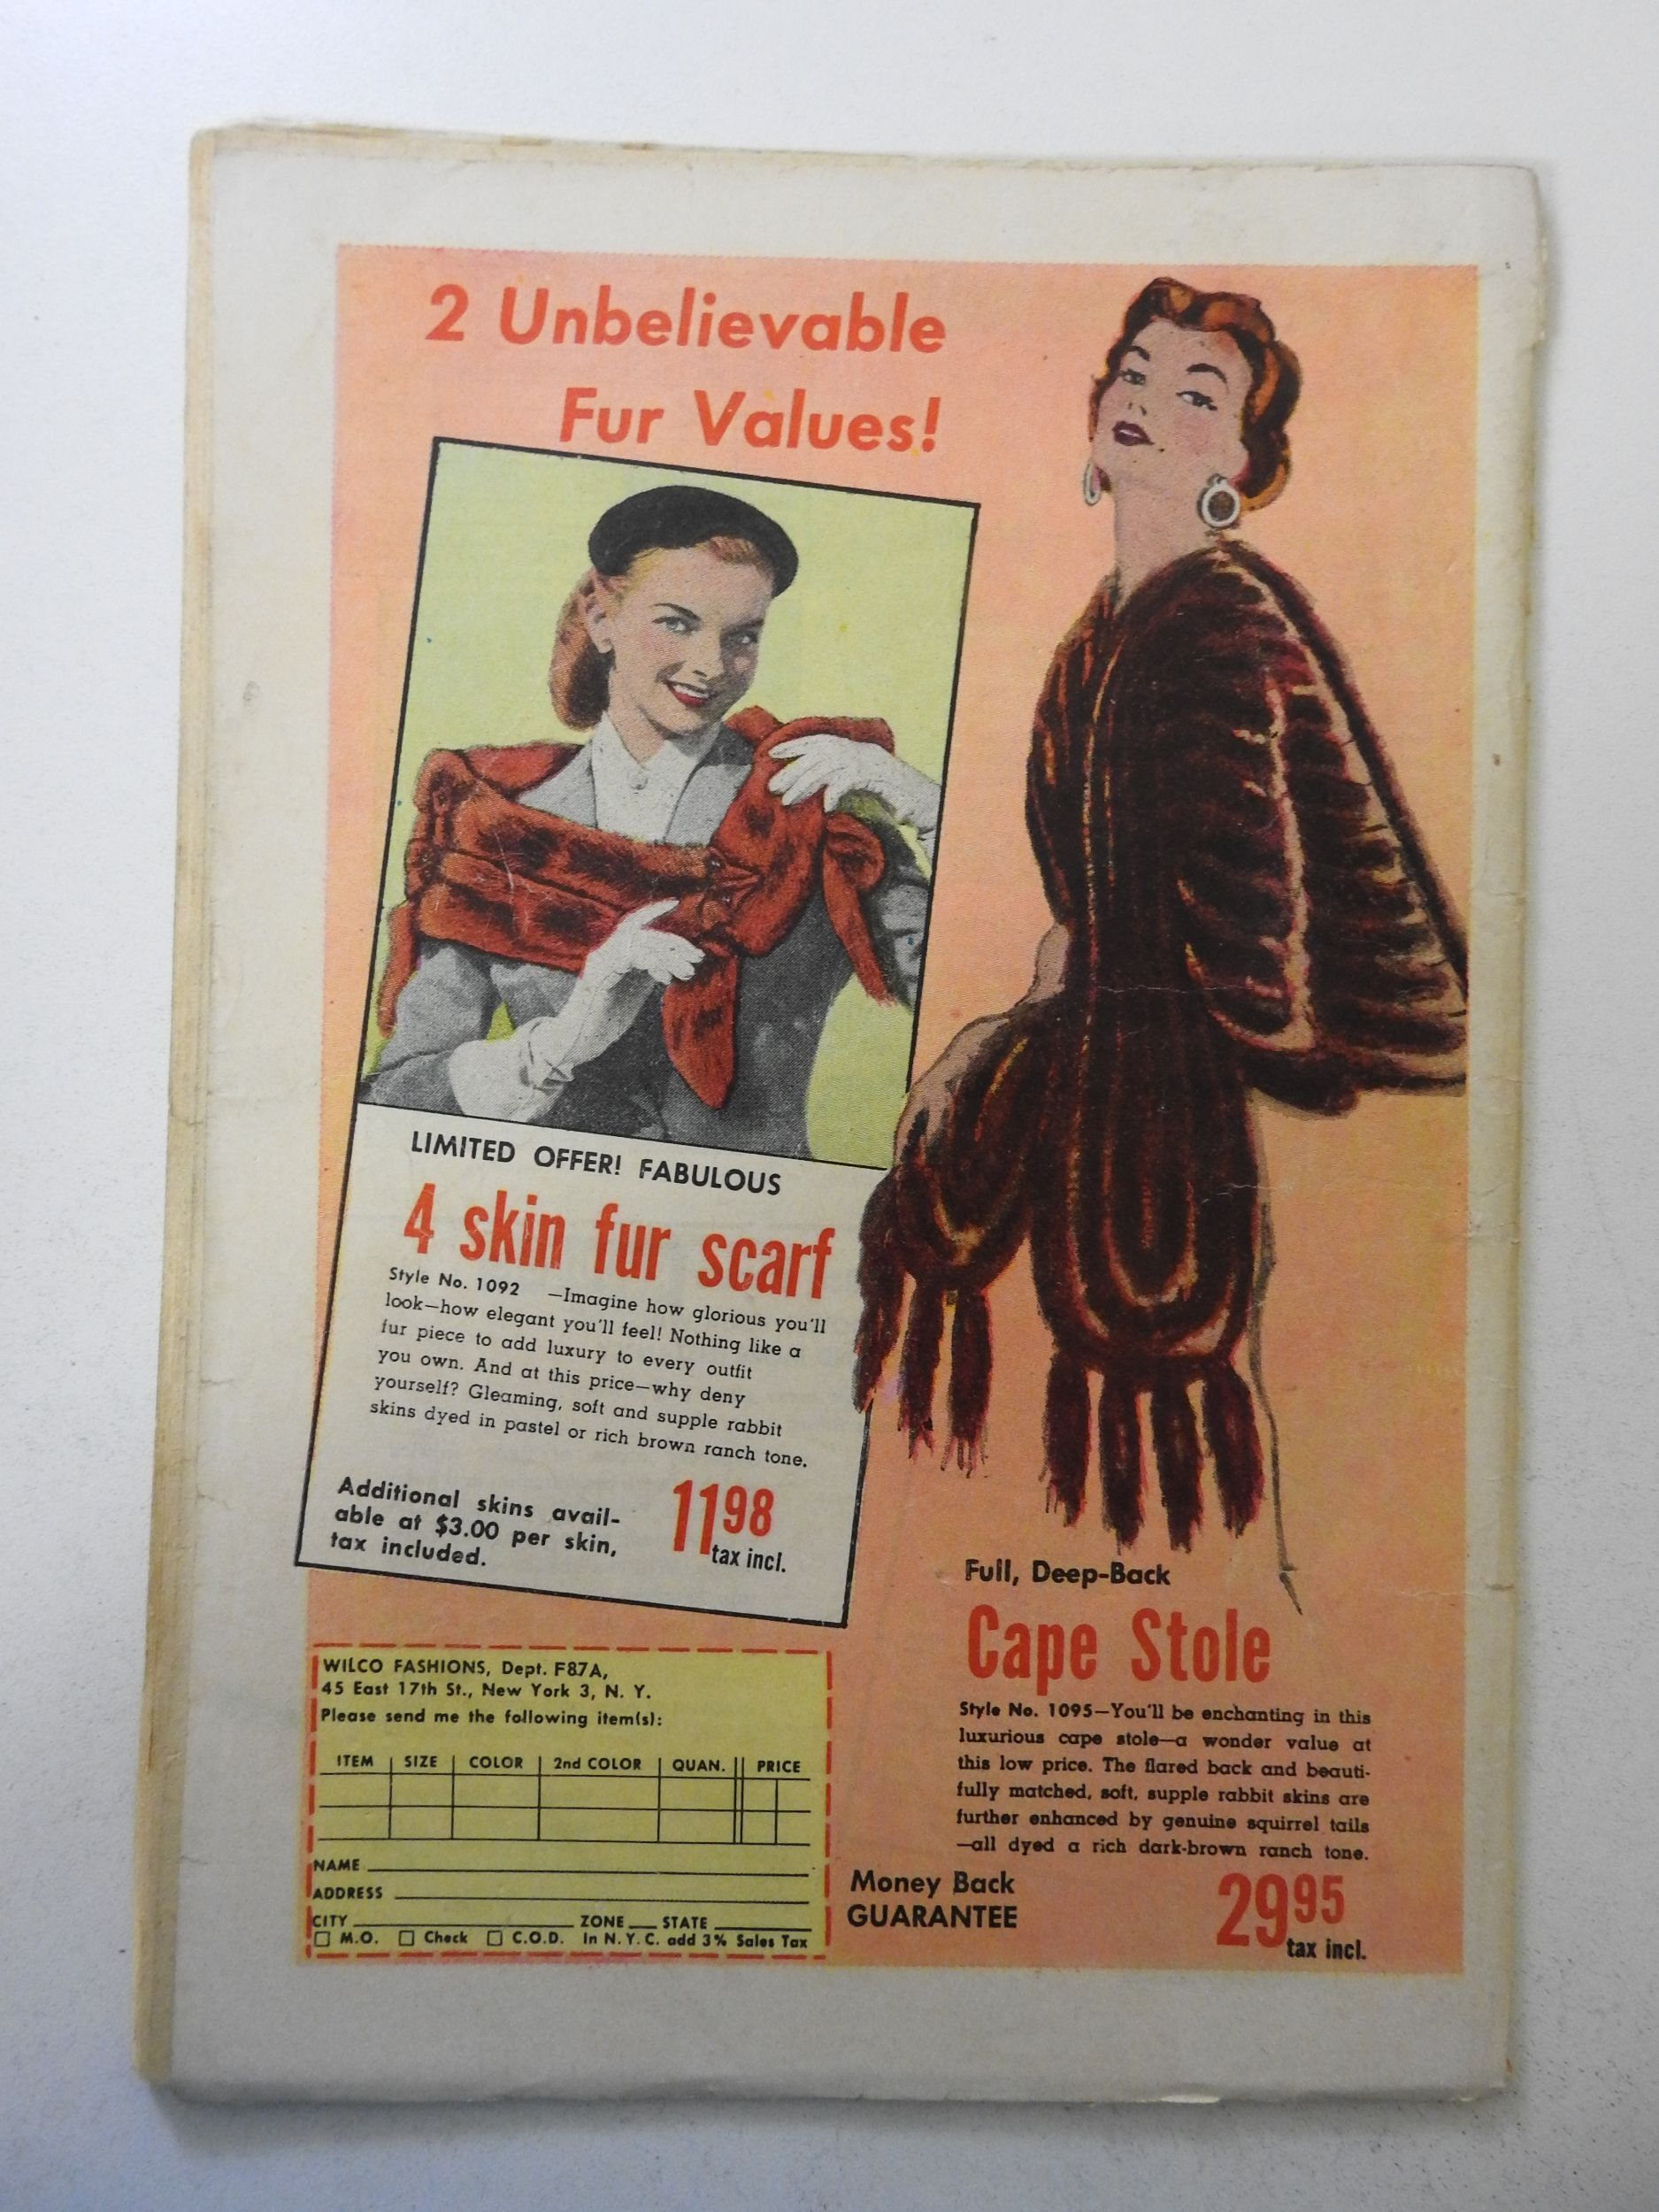 2 Unbelievable
Fur Values!
LIMITED OFFER! FABULOUS
4 skin fur scarf
Style No. 1092 —Imagine how glorious you'll
look—how elegant you'll feel! Nothing like a
fur piece to add luxury to every outfit
you own. And at this price—why deny
yourself? Gleaming, soft and supple rabbit
skins dyed in pastel or rich brown ranch tone.
Additional skins avail-
able at $3.00 per skin,
tax included.
11 98
tax incl.
Full, Deep-Back
Cape Stole
Style No. 1095—You'll be enchanting in this
luxurious cape stole—a wonder value at
this low price. The flared back and beauti-
fully matched, soft, supple rabbit skins are
further enhanced by genuine squirrel tails
—all dyed a rich dark-brown ranch tone.
Money Back
GUARANTEE
29 95
tax incl.
WILCO FASHIONS, Dept. F87A,
45 East 17th St., New York 3, N. Y.
Please send me the following item(s):
ITEM SIZE COLOR 2nd COLOR QUAN. PRICE
NAME
ADDRESS
CITY ZONE STATE
M.O. Check C.O.D. In N.Y.C. add 3% Sales Tax